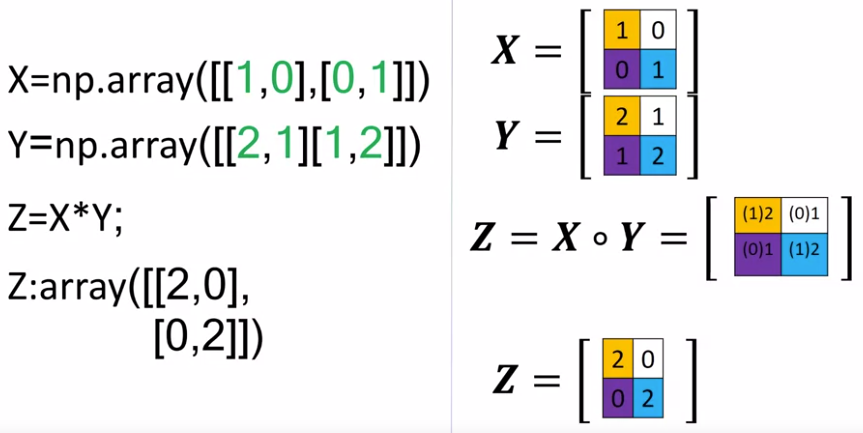 X=np.array([[1,0],[0,1]])
Y=np.array([[2,1][1,2]])
Z=X*Y;
Z:array([[2,0],
[0,2]])
X = [ 1 0
0 1 ]
Y = [ 2 1
1 2 ]
Z = X ∘ Y = [ (1)2 (0)1
(0)1 (1)2 ]
Z = [ 2 0
0 2 ]